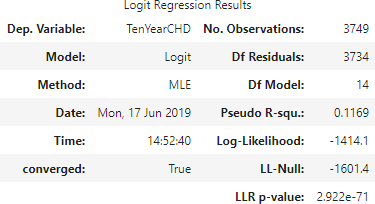 Logit Regression Results
Dep. Variable: TenYearCHD No. Observations: 3749
Model: Logit Df Residuals: 3734
Method: MLE Df Model: 14
Date: Mon, 17 Jun 2019 Pseudo R-squ.: 0.1169
Time: 14:52:40 Log-Likelihood: -1414.1
converged: True LL-Null: -1601.4
LLR p-value: 2.922e-71